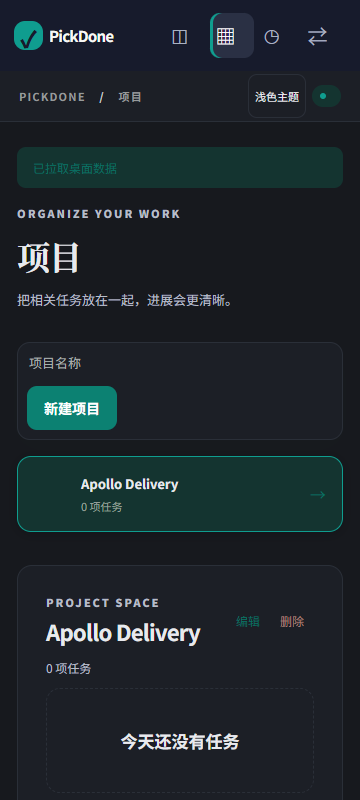 PickDone
PICKDONE / 项目
浅色主题
已拉取桌面数据
ORGANIZE YOUR WORK
项目
把相关任务放在一起，进展会更清晰。
项目名称
新建项目
Apollo Delivery
0 项任务
PROJECT SPACE
Apollo Delivery
编辑 删除
0 项任务
今天还没有任务